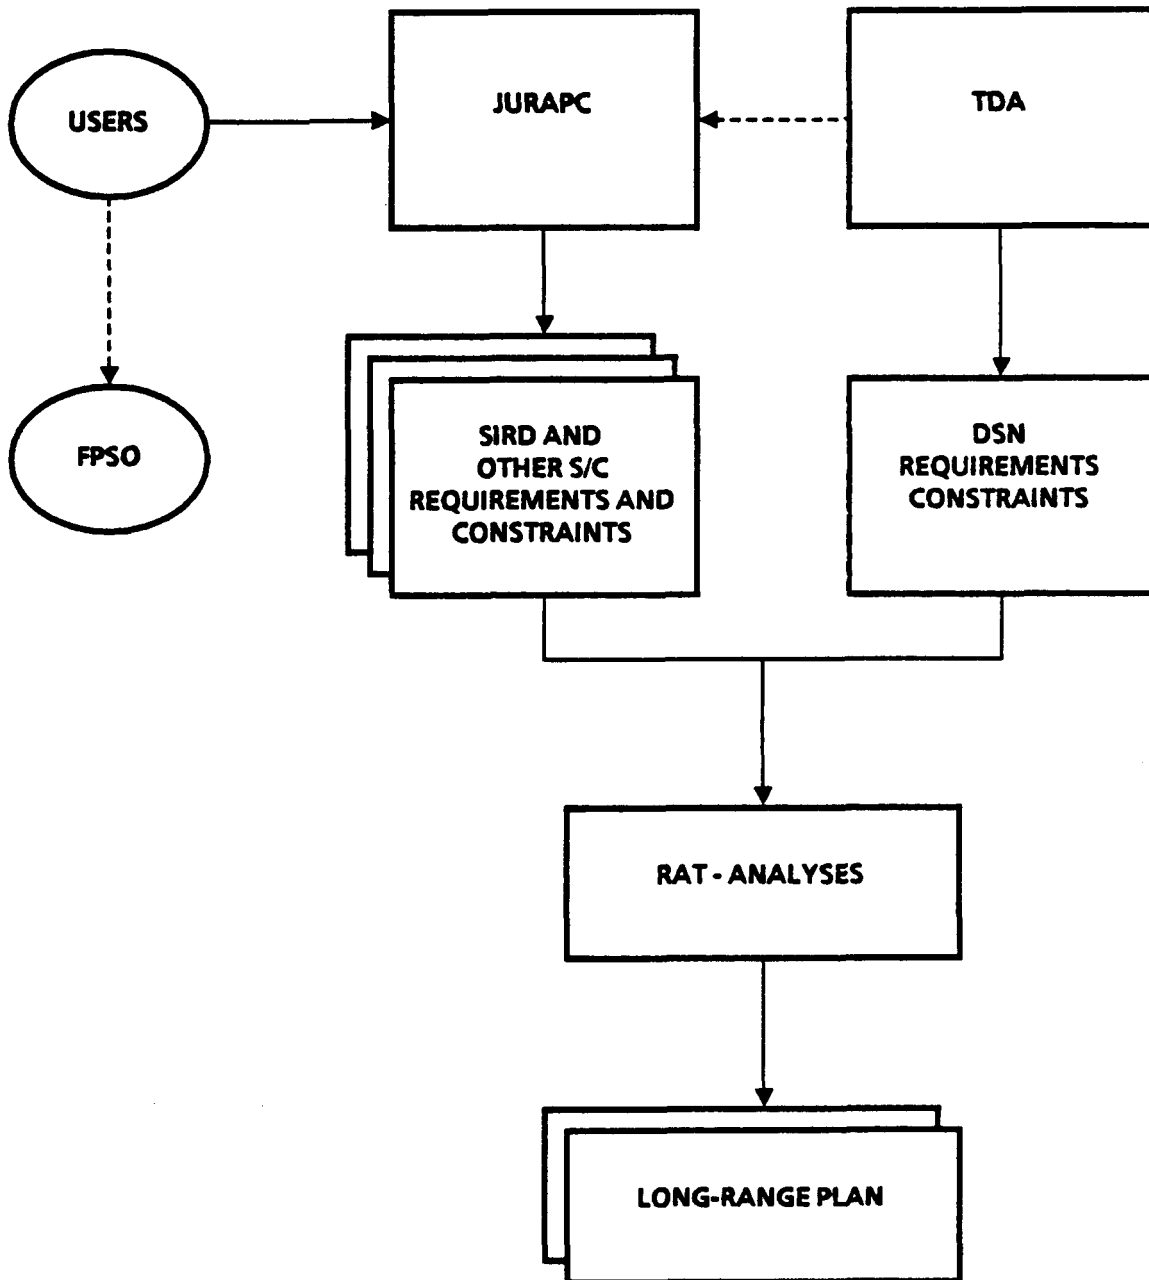 USERS
JURAPC
TDA
FPSO
SIRD AND
OTHER S/C
REQUIREMENTS AND
CONSTRAINTS
DSN
REQUIREMENTS
CONSTRAINTS
RAT - ANALYSES
LONG-RANGE PLAN